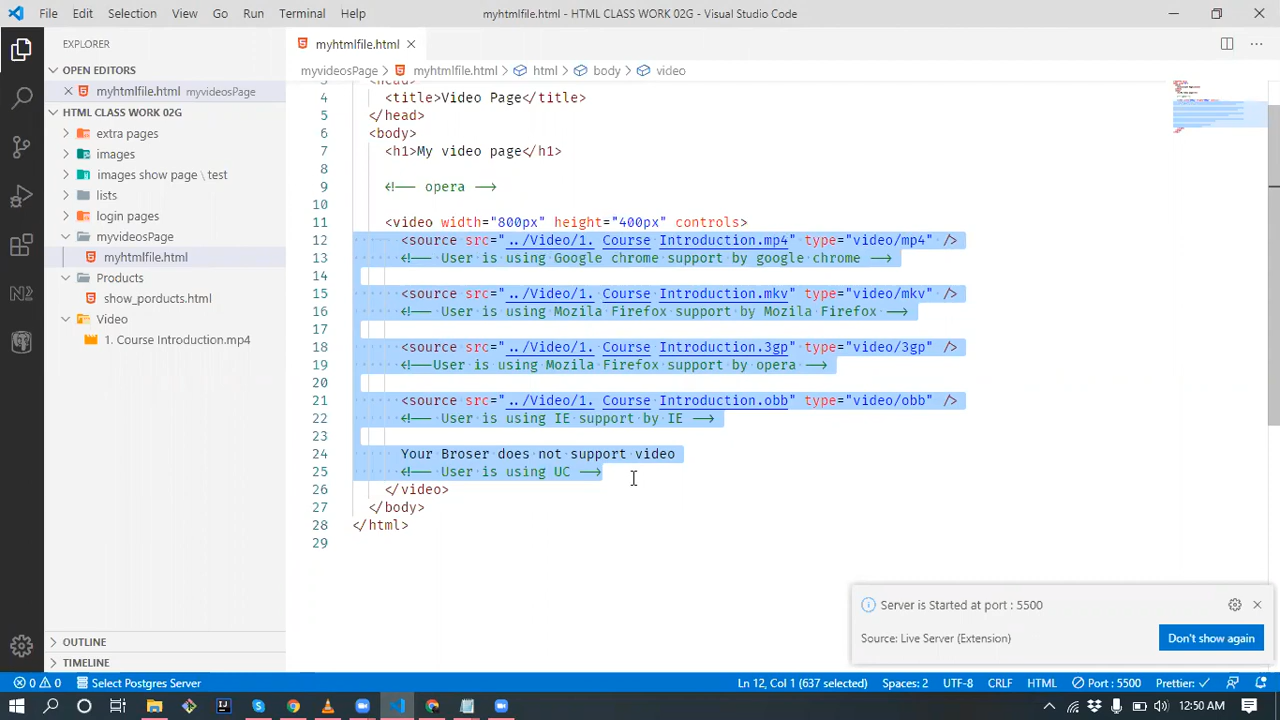 File Edit Selection View Go Run Terminal Help
myhtmlfile.html - HTML CLASS WORK 02G - Visual Studio Code
EXPLORER
OPEN EDITORS
myhtmlfile.html myvideosPage
HTML CLASS WORK 02G
extra pages
images
images show page \ test
lists
login pages
myvideosPage
myhtmlfile.html
Products
show_porducts.html
Video
1. Course Introduction.mp4
OUTLINE
TIMELINE
myhtmlfile.html
myvideosPage > myhtmlfile.html > html > body > video
3 <head>
4 <title>Video Page</title>
5 </head>
6 <body>
7 <h1>My video page</h1>
8
9 <!-- opera -->
10
11 <video width="800px" height="400px" controls>
12 <source src="../Video/1. Course Introduction.mp4" type="video/mp4" />
13 <!-- User is using Google chrome support by google chrome -->
14
15 <source src="../Video/1. Course Introduction.mkv" type="video/mkv" />
16 <!-- User is using Mozila Firefox support by Mozila Firefox -->
17
18 <source src="../Video/1. Course Introduction.3gp" type="video/3gp" />
19 <!--User is using Mozila Firefox support by opera -->
20
21 <source src="../Video/1. Course Introduction.obb" type="video/obb" />
22 <!-- User is using IE support by IE -->
23
24 Your Broser does not support video
25 <!-- User is using UC -->
26 </video>
27 </body>
28 </html>
29
Server is Started at port : 5500
Source: Live Server (Extension)
Don't show again
0 0 Select Postgres Server
Ln 12, Col 1 (637 selected) Spaces: 2 UTF-8 CRLF HTML Port : 5500 Prettier: ✓
12:50 AM